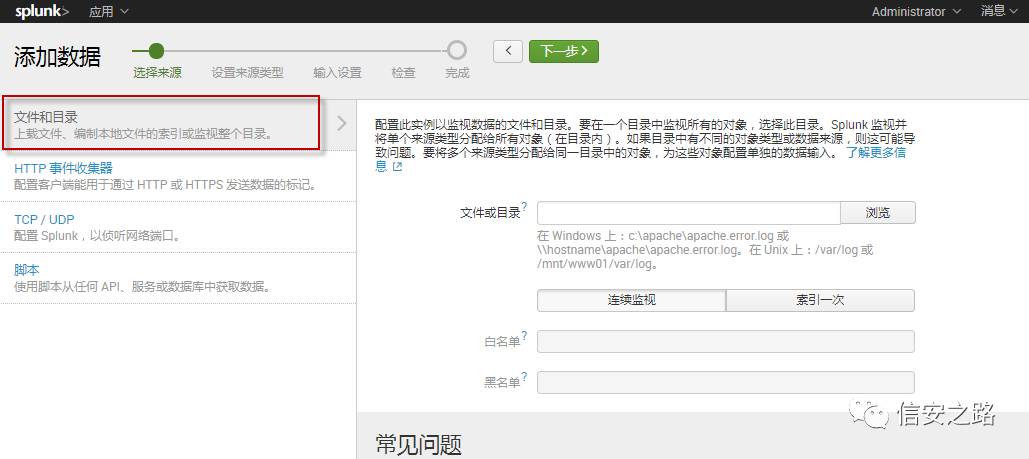 splunk> 应用 Administrator 消息
添加数据
选择来源 设置来源类型 输入设置 检查 完成
< 下一步 >
文件和目录
上载文件、编制本地文件的索引或监视整个目录。
HTTP 事件收集器
配置客户端能用于通过 HTTP 或 HTTPS 发送数据的标记。
TCP / UDP
配置 Splunk，以侦听网络端口。
脚本
使用脚本从任何 API、服务或数据库中获取数据。
配置此实例以监视数据的文件和目录。要在一个目录中监视所有的对象，选择此目录。Splunk 监视并
将单个来源类型分配给所有对象（在目录内）。如果目录中有不同的对象类型或数据来源，则这可能导
致问题。要将多个来源类型分配给同一目录中的对象，为这些对象配置单独的数据输入。 了解更多信
息
文件或目录? 浏览
在 Windows 上：c:\apache\apache.error.log 或
\\hostname\apache\apache.error.log。在 Unix 上：/var/log 或
/mnt/www01/var/log。
连续监视 索引一次
白名单?
黑名单?
信安之路
常见问题